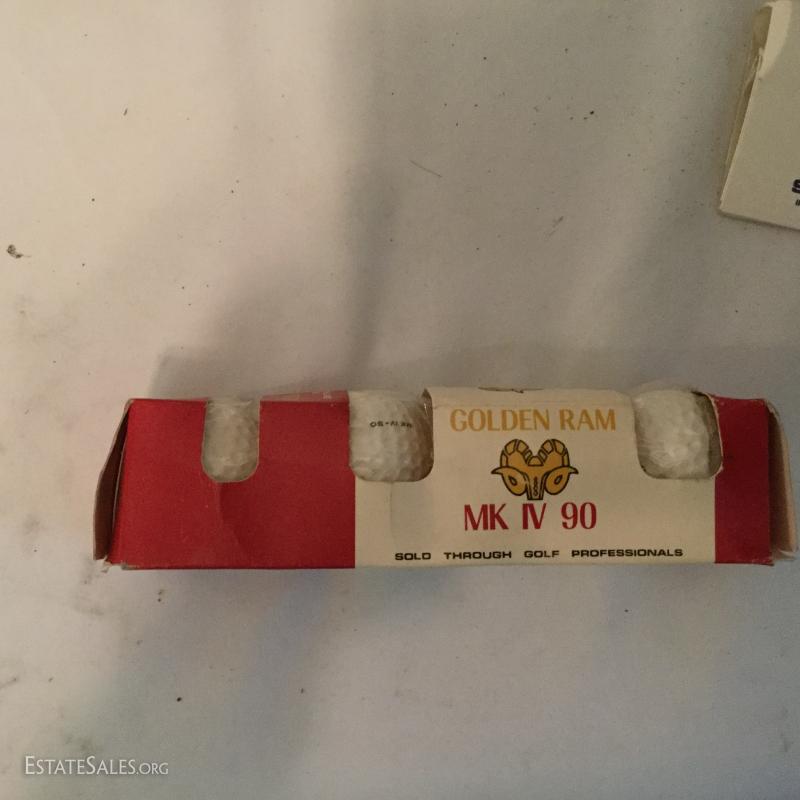 GOLDEN RAM
MK IV 90
SOLD THROUGH GOLF PROFESSIONALS
ESTATESALES.ORG